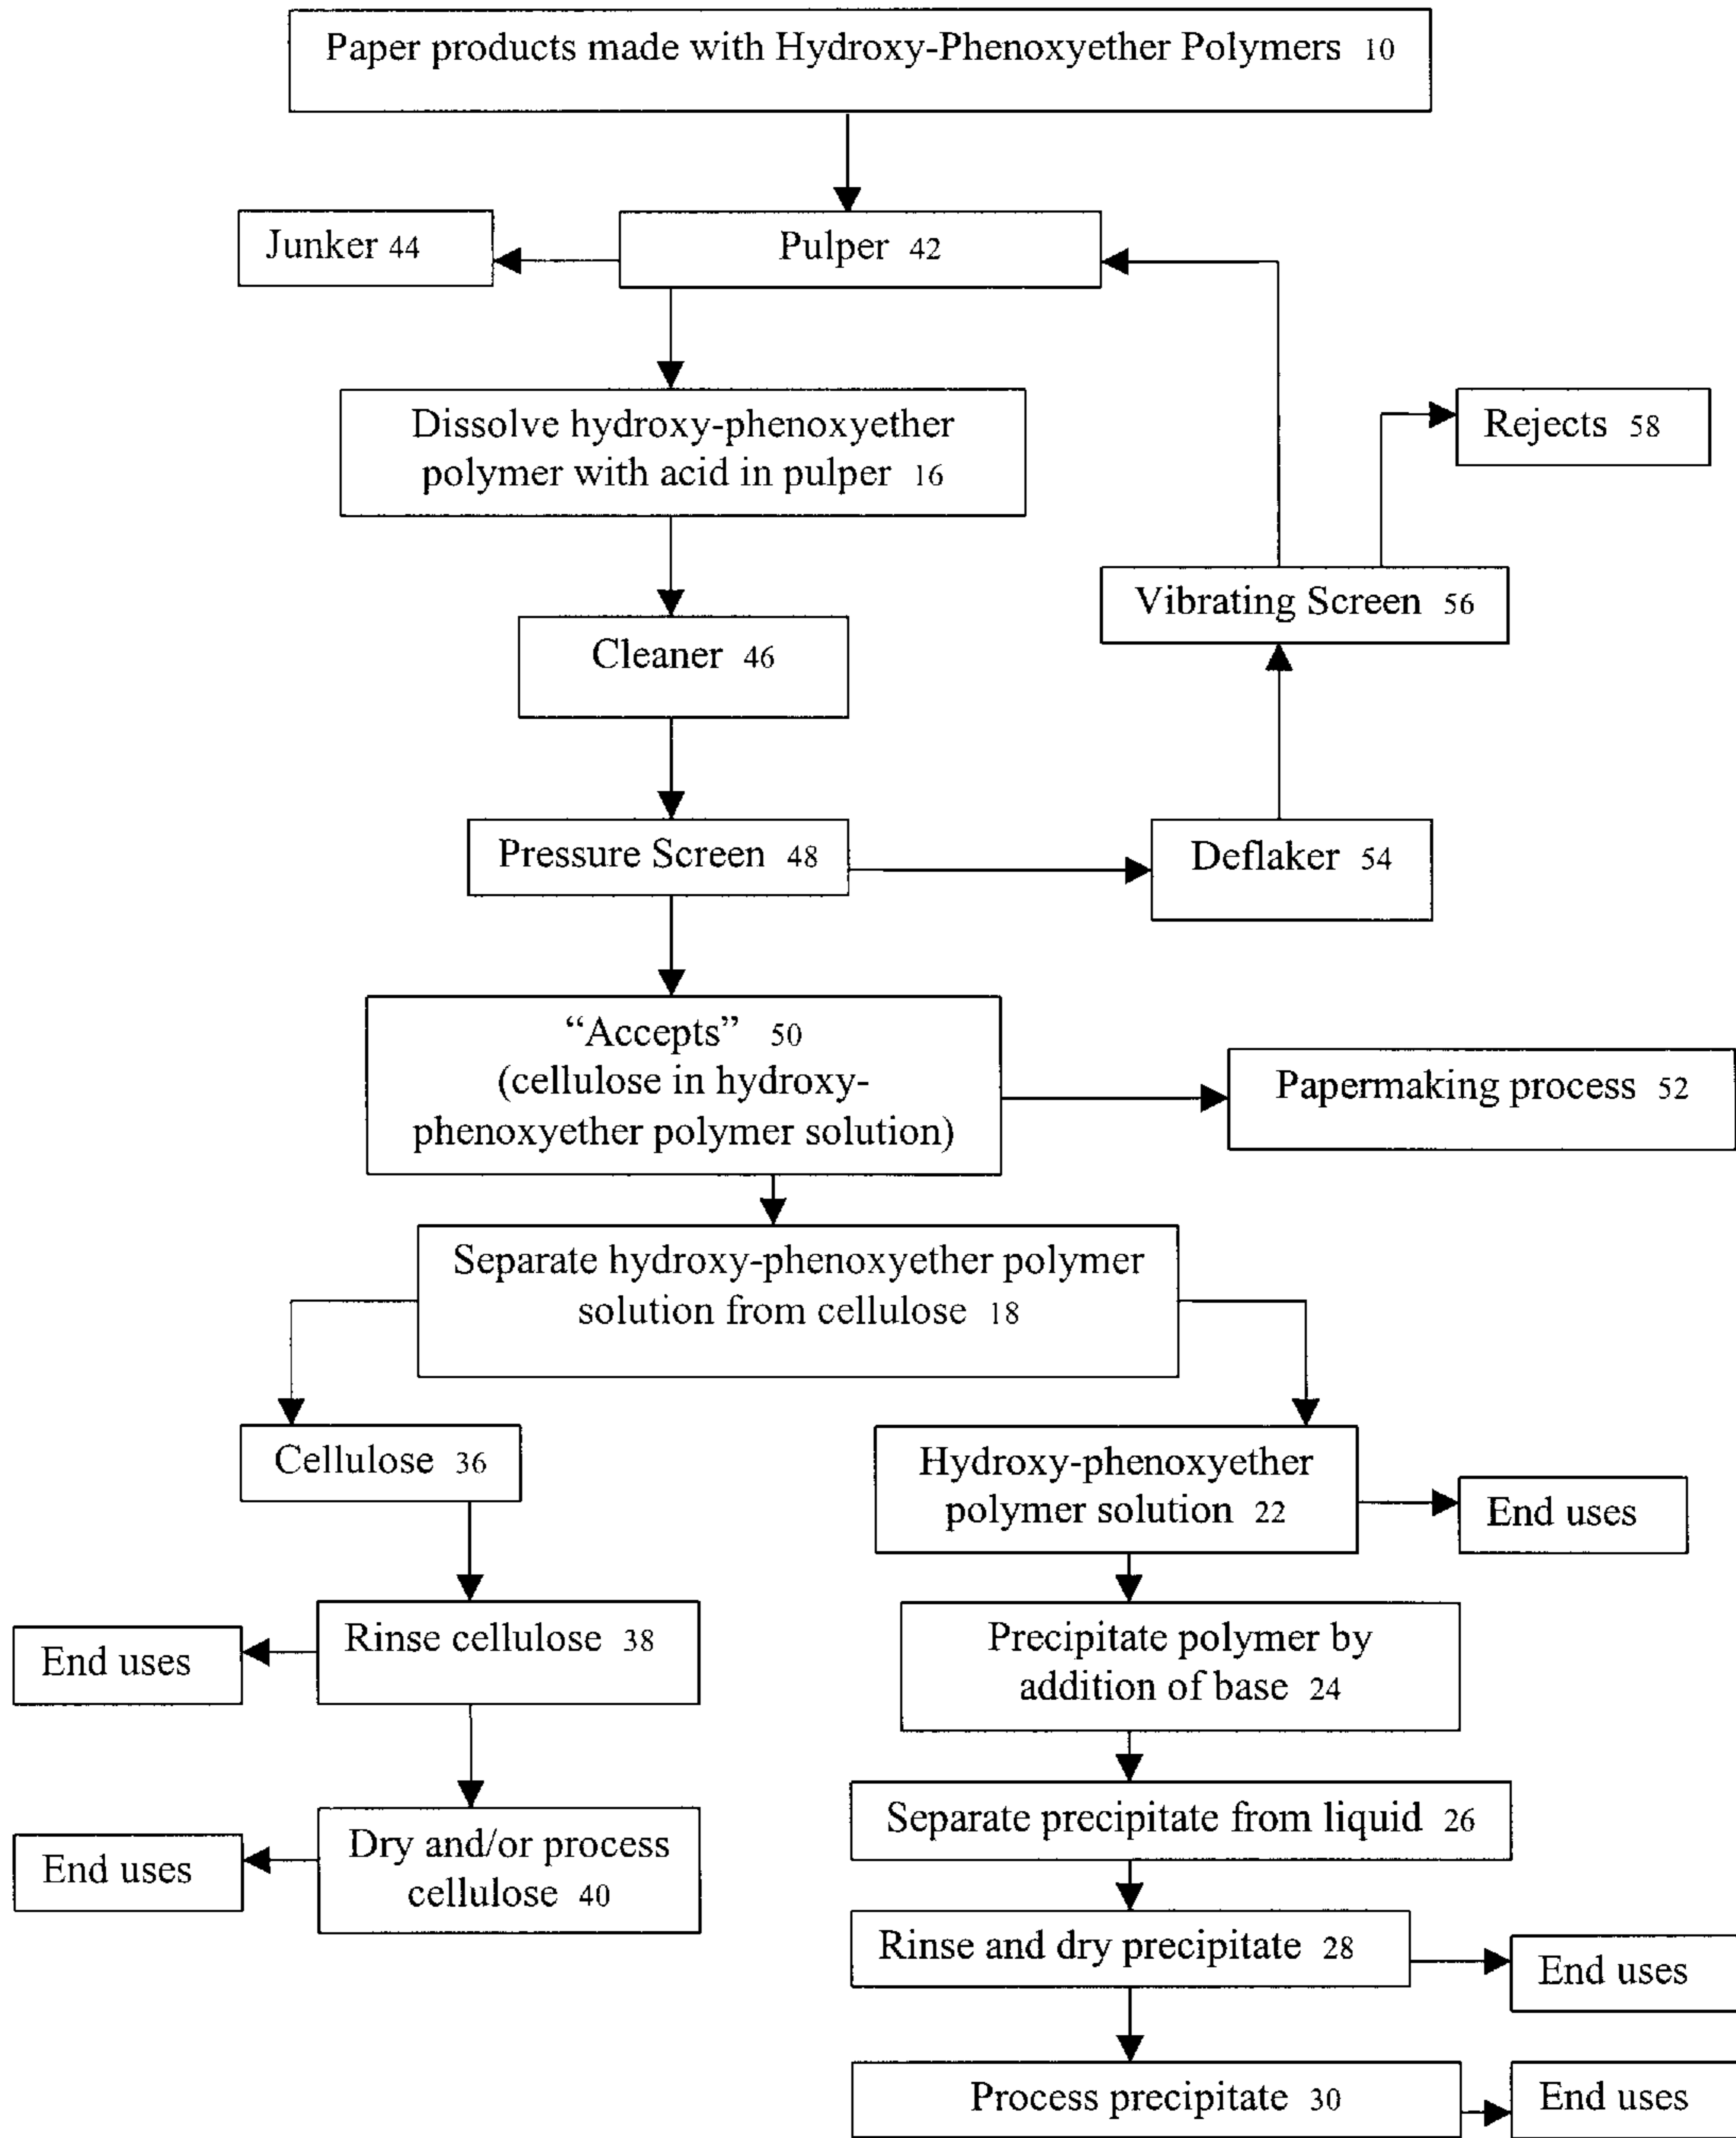 Paper products made with Hydroxy-Phenoxyether Polymers 10
Junker 44
Pulper 42
Dissolve hydroxy-phenoxyether
polymer with acid in pulper 16
Rejects 58
Vibrating Screen 56
Cleaner 46
Pressure Screen 48
Deflaker 54
“Accepts” 50
(cellulose in hydroxy-
phenoxyether polymer solution)
Papermaking process 52
Separate hydroxy-phenoxyether polymer
solution from cellulose 18
Cellulose 36
Hydroxy-phenoxyether
polymer solution 22
End uses
Rinse cellulose 38
End uses
Precipitate polymer by
addition of base 24
Separate precipitate from liquid 26
Dry and/or process
cellulose 40
End uses
Rinse and dry precipitate 28
End uses
Process precipitate 30
End uses